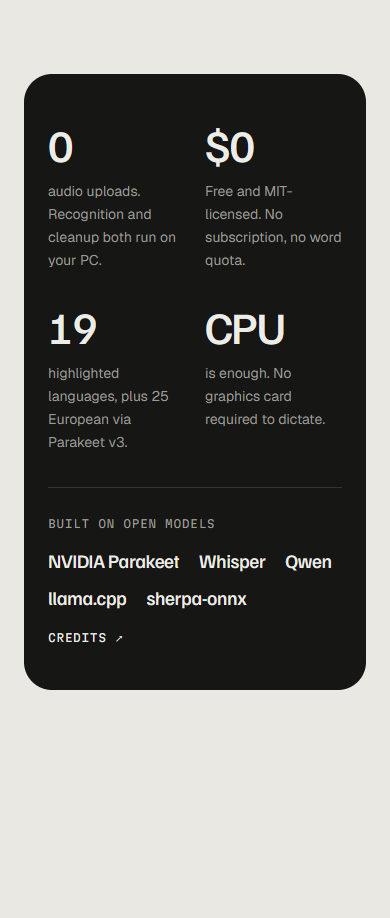 0
audio uploads.
Recognition and
cleanup both run on
your PC.
$0
Free and MIT-
licensed. No
subscription, no word
quota.
19
highlighted
languages, plus 25
European via
Parakeet v3.
CPU
is enough. No
graphics card
required to dictate.
BUILT ON OPEN MODELS
NVIDIA Parakeet Whisper Qwen
llama.cpp sherpa-onnx
CREDITS ↗